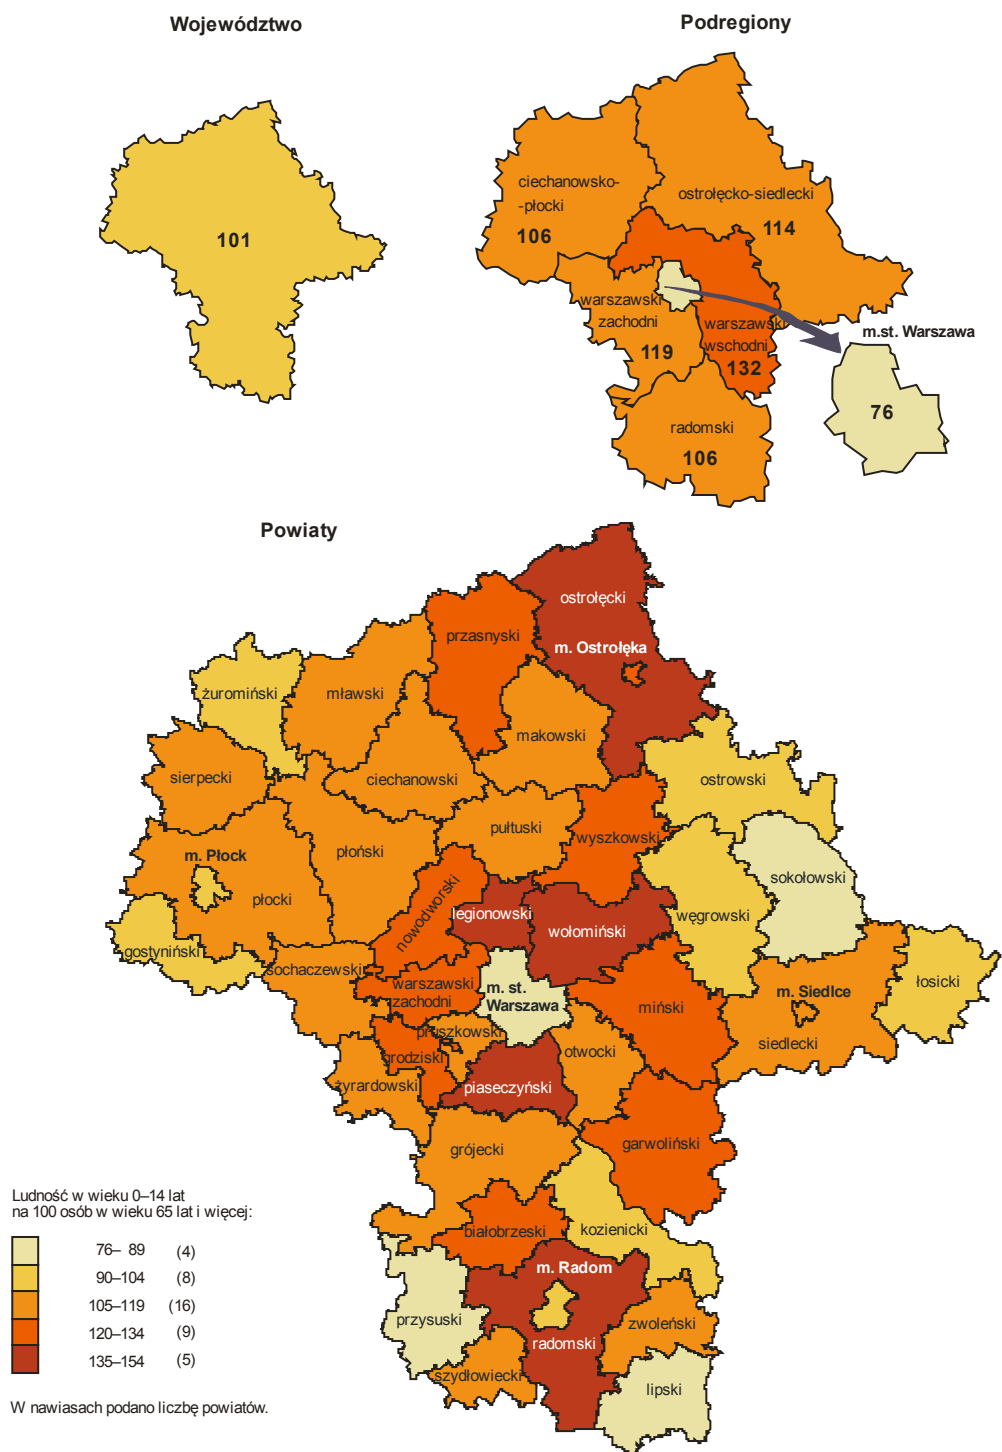 Województwo
Podregiony
101
ciechanowsko-
-płocki
106
ostrołęcko-siedlecki
114
warszawski
zachodni
119
warszawski
wschodni
132
m.st. Warszawa
76
radomski
106
Powiaty
ostrołęcki
przasnyski
m. Ostrołęka
żuromiński
mławski
makowski
sierpecki
ciechanowski
ostrowski
pułtuski
wyszkowski
m. Płock
płoński
sokołowski
płocki
nowodworski
legionowski
wołomiński
węgrowski
gostyniński
sochaczewski
warszawski
zachodni
m. st.
Warszawa
miński
m. Siedlce
łosicki
pruszkowski
grodziski
otwocki
siedlecki
żyrardowski
piaseczyński
grójecki
garwoliński
białobrzeski
kozienicki
m. Radom
przysuski
radomski
zwoleński
szydłowiecki
lipski
Ludność w wieku 0–14 lat
na 100 osób w wieku 65 lat i więcej:
76– 89 (4)
90–104 (8)
105–119 (16)
120–134 (9)
135–154 (5)
W nawiasach podano liczbę powiatów.